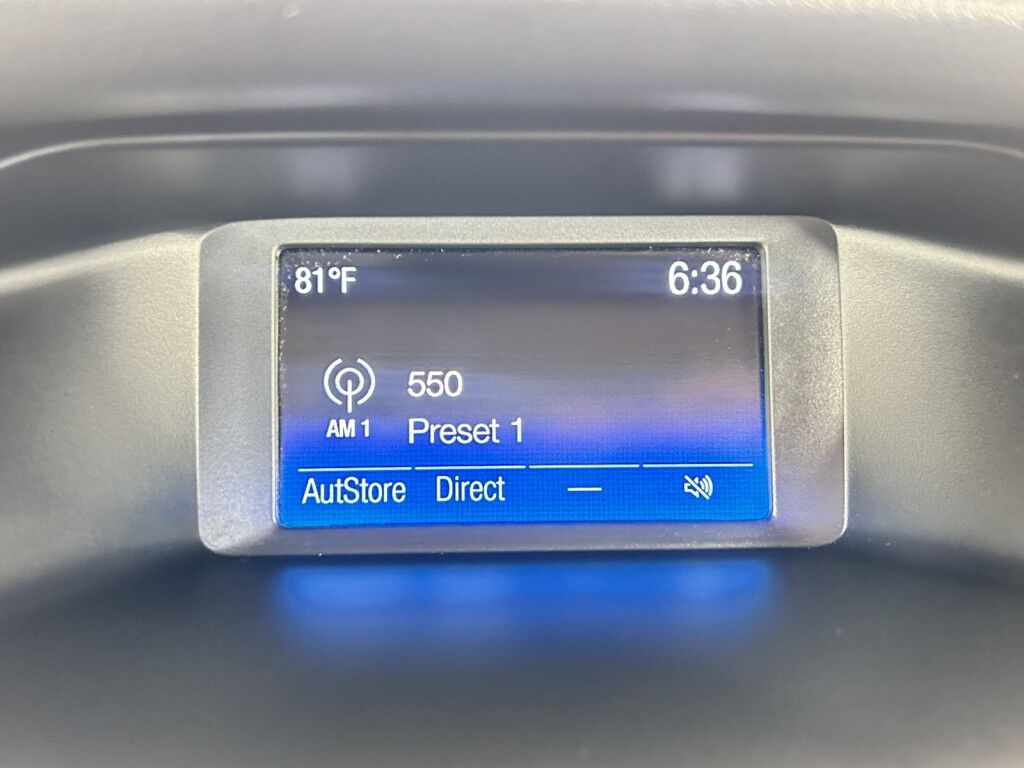 81°F 6:36
550
AM 1 Preset 1
AutStore Direct —